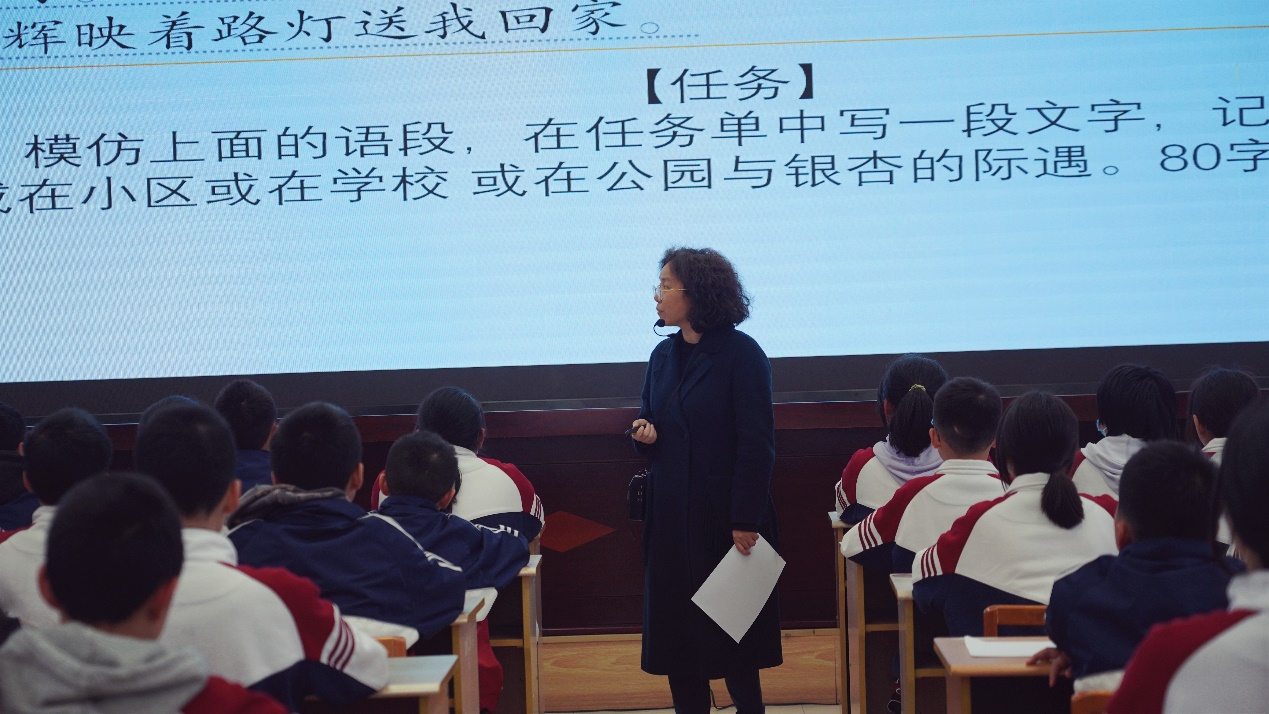 辉映着路灯送我回家。
【任务】
模仿上面的语段，在任务单中写一段文字，记
在小区或在学校 或在公园与银杏的际遇。80字